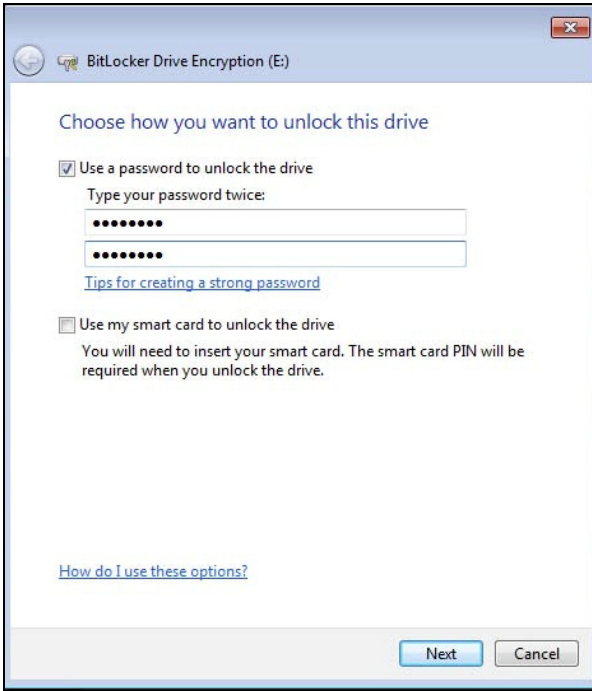 BitLocker Drive Encryption (E:)
Choose how you want to unlock this drive
Use a password to unlock the drive
Type your password twice:
●●●●●●●●
●●●●●●●●
Tips for creating a strong password
Use my smart card to unlock the drive
You will need to insert your smart card. The smart card PIN will be
required when you unlock the drive.
How do I use these options?
Next Cancel